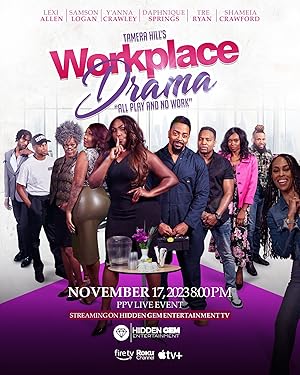 LEXI ALLEN
SAMSON LOGAN
Y'ANNA CRAWLEY
DAPHNIQUE SPRINGS
TRE RYAN
SHAMEIA CRAWFORD
TAMERA HILL'S
Workplace
Drama
"ALL PLAY AND NO WORK"
NOVEMBER 17, 2023 8:00 PM
PPV LIVE EVENT
STREAMING ON HIDDEN GEM ENTERTAINMENT TV
HIDDEN GEM
ENTERTAINMENT
firetv
Roku
Channel
tv+